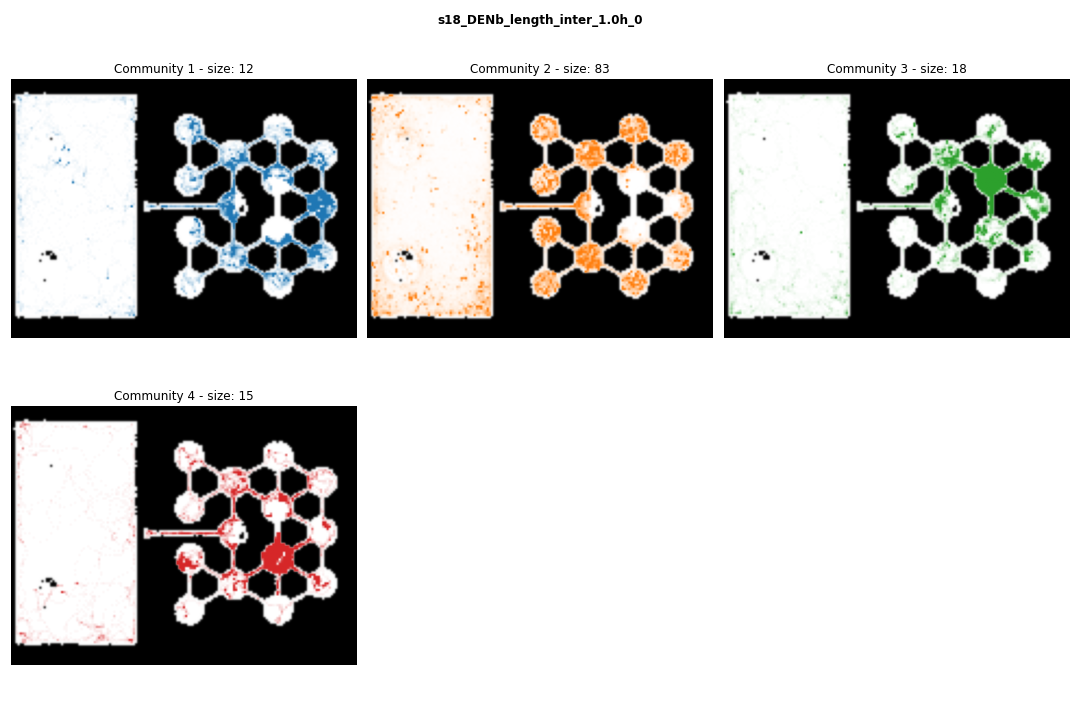 s18_DENb_length_inter_1.0h_0
Community 1 - size: 12
Community 2 - size: 83
Community 3 - size: 18
Community 4 - size: 15